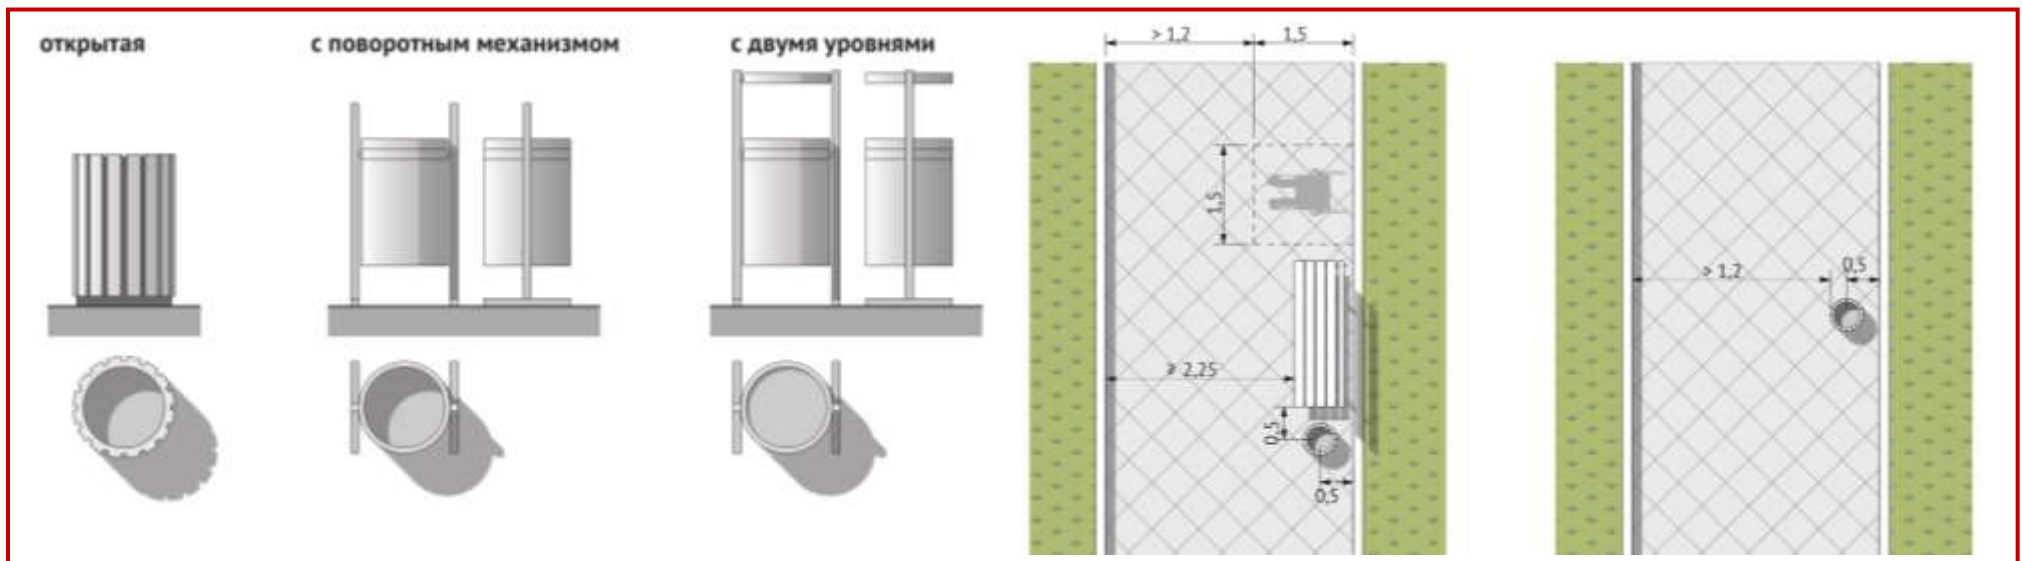 открытая
с поворотным механизмом
с двумя уровнями
> 1,2
1,5
1,5
⩾ 2,25
0,5
0,5
> 1,2
0,5